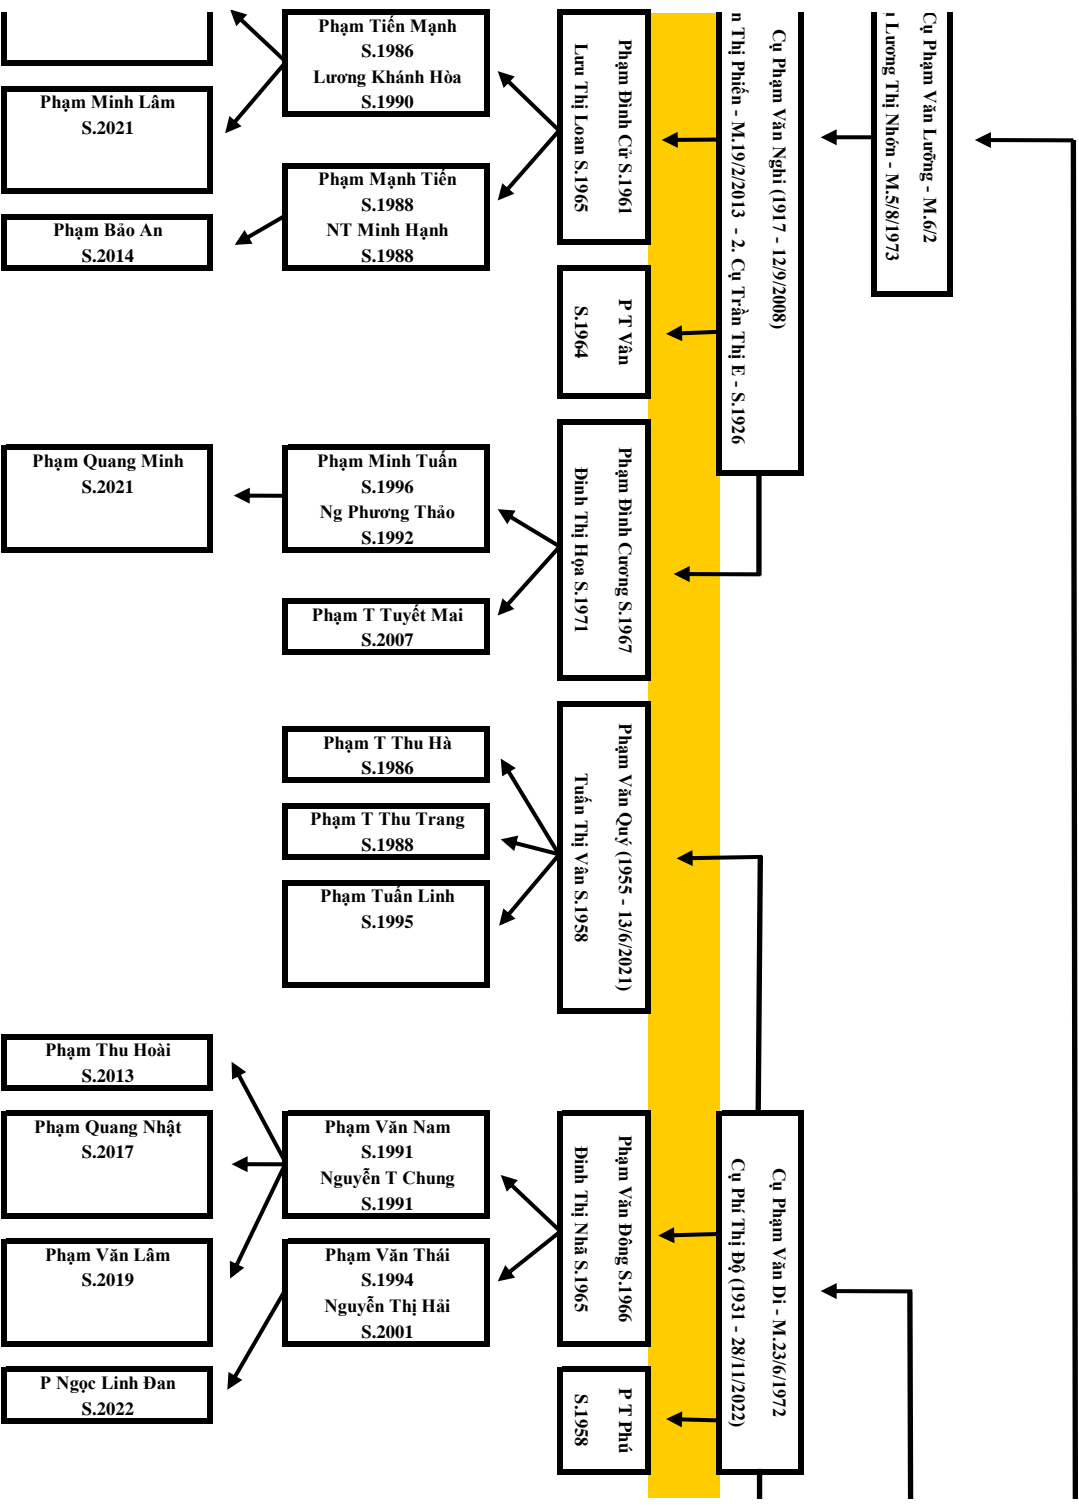 Cụ Phạm Văn Lưỡng - M.6/2
Lương Thị Nhớn - M.5/8/1973
Cụ Phạm Văn Nghi (1917 - 12/9/2008)
n Thị Phiến - M.19/2/2013 - 2. Cụ Trần Thị E - S.1926
Phạm Đình Cử S.1961
Lưu Thị Loan S.1965
Phạm Tiến Mạnh
S.1986
Lương Khánh Hòa
S.1990
Phạm Minh Lâm
S.2021
Phạm Mạnh Tiến
S.1988
NT Minh Hạnh
S.1988
Phạm Bảo An
S.2014
P T Vân
S.1964
Phạm Đình Cương S.1967
Đinh Thị Họa S.1971
Phạm Minh Tuấn
S.1996
Ng Phương Thảo
S.1992
Phạm Quang Minh
S.2021
Phạm T Tuyết Mai
S.2007
Phạm Văn Quý (1955 - 13/6/2021)
Tuấn Thị Vân S.1958
Phạm T Thu Hà
S.1986
Phạm T Thu Trang
S.1988
Phạm Tuấn Linh
S.1995
Cụ Phạm Văn Di - M.23/6/1972
Cụ Phí Thị Độ (1931 - 28/11/2022)
Phạm Văn Đông S.1966
Đinh Thị Nhã S.1965
Phạm Văn Nam
S.1991
Nguyễn T Chung
S.1991
Phạm Thu Hoài
S.2013
Phạm Quang Nhật
S.2017
Phạm Văn Lâm
S.2019
Phạm Văn Thái
S.1994
Nguyễn Thị Hải
S.2001
P Ngọc Linh Đan
S.2022
P T Phú
S.1958